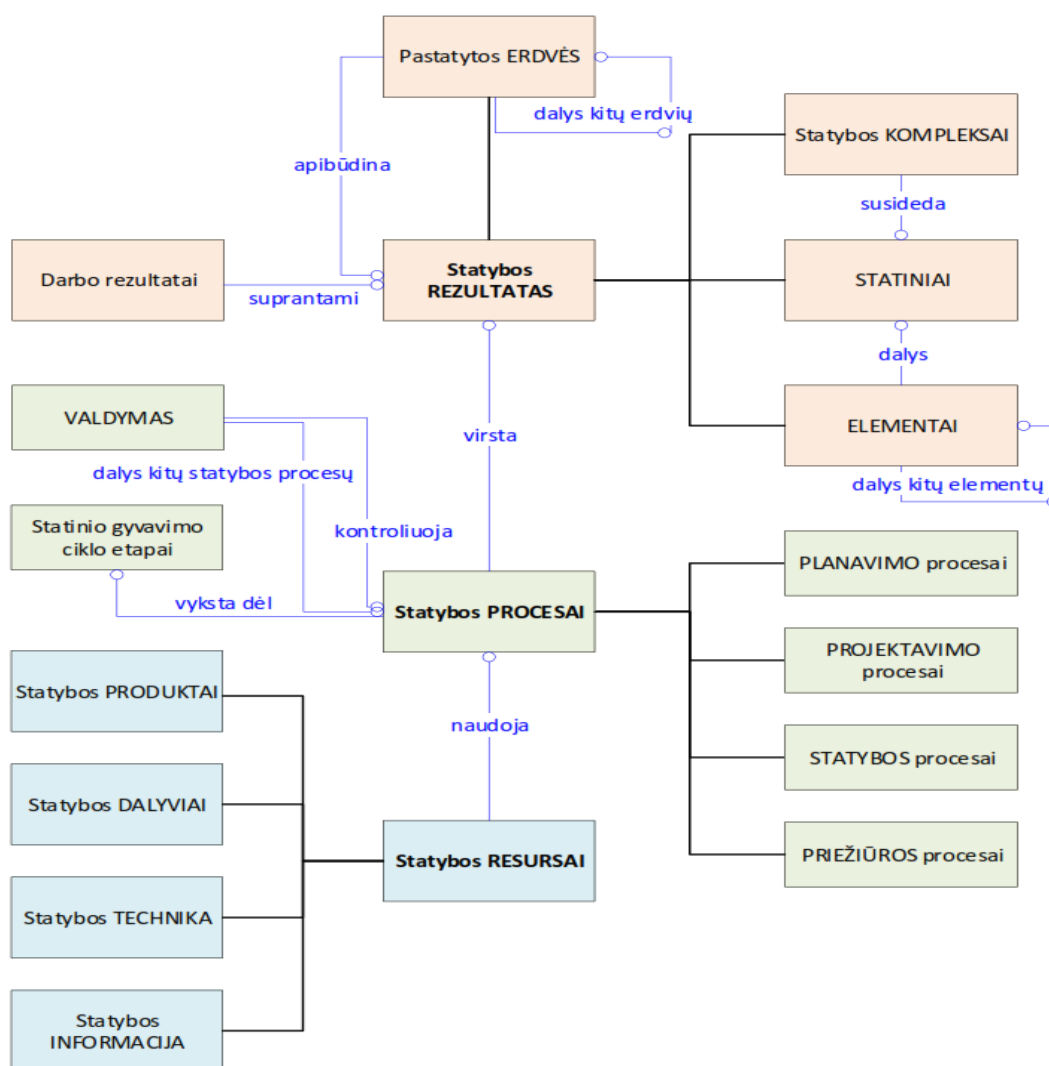 Pastatytos ERDVĖS
dalys kitų erdvių
Statybos KOMPLEKSAI
apibūdina
susideda
Darbo rezultatai
suprantami
Statybos
REZULTATAS
STATINIAI
dalys
VALDYMAS
virsta
ELEMENTAI
dalys kitų statybos procesų
dalys kitų elementų
Statinio gyvavimo
ciklo etapai
kontroliuoja
vyksta dėl
Statybos PROCESAI
PLANAVIMO procesai
PROJEKTAVIMO
procesai
Statybos PRODUKTAI
naudoja
STATYBOS procesai
Statybos DALYVIAI
Statybos RESURSAI
PRIEŽIŪROS procesai
Statybos TECHNIKA
Statybos
INFORMACIJA